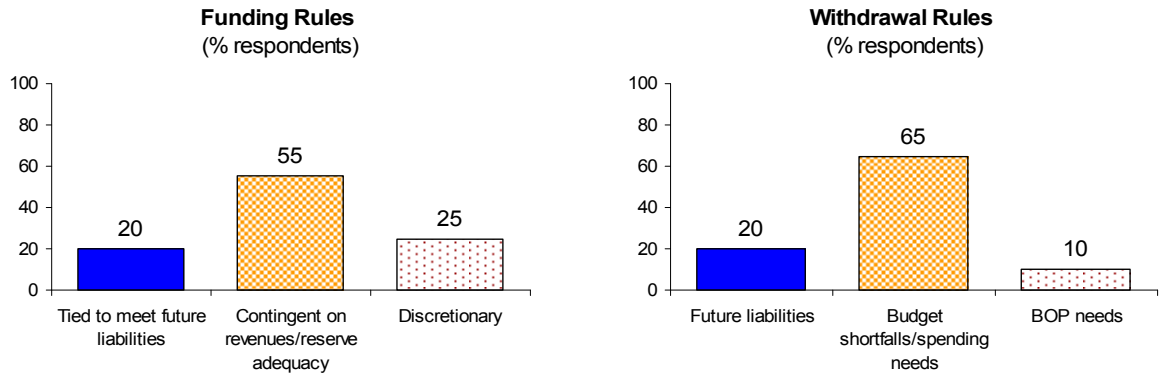 Funding Rules
(% respondents)
100
80
60
40
20
0
20
55
25
Tied to meet future
liabilities
Contingent on
revenues/reserve
adequacy
Discretionary
Withdrawal Rules
(% respondents)
100
80
60
40
20
0
20
65
10
Future liabilities
Budget
shortfalls/spending
needs
BOP needs